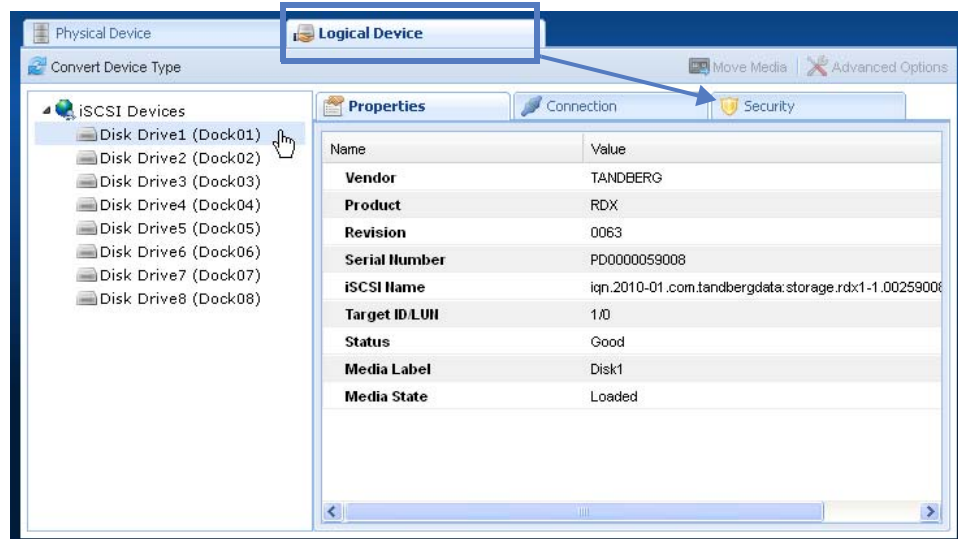 Physical Device
Logical Device
Convert Device Type
Move Media
Advanced Options
iSCSI Devices
Disk Drive1 (Dock01)
Disk Drive2 (Dock02)
Disk Drive3 (Dock03)
Disk Drive4 (Dock04)
Disk Drive5 (Dock05)
Disk Drive6 (Dock06)
Disk Drive7 (Dock07)
Disk Drive8 (Dock08)
Properties
Connection
Security
Name Value
Vendor TANDBERG
Product RDX
Revision 0063
Serial Number PD0000059008
iSCSI Name iqn.2010-01.com.tandbergdata:storage.rdx1-1.00259008
Target ID/LUN 1/0
Status Good
Media Label Disk1
Media State Loaded